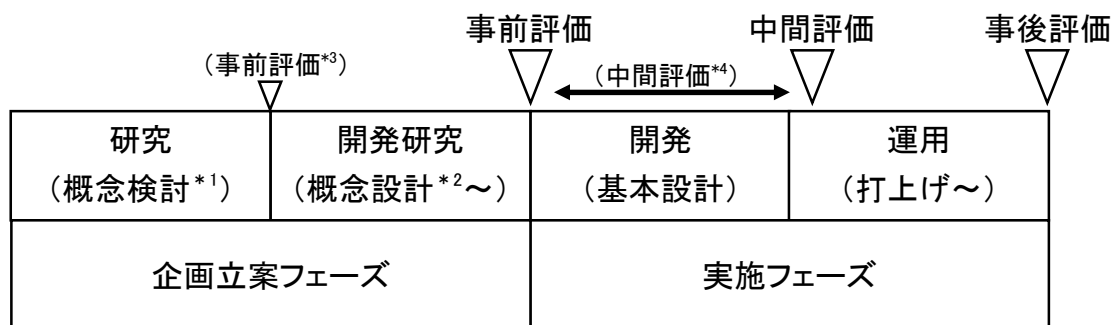 事前評価
中間評価
事後評価
（事前評価*3）
（中間評価*4）
研究
（概念検討*1）
開発研究
（概念設計*2～）
開発
（基本設計）
運用
（打上げ～）
企画立案フェーズ
実施フェーズ